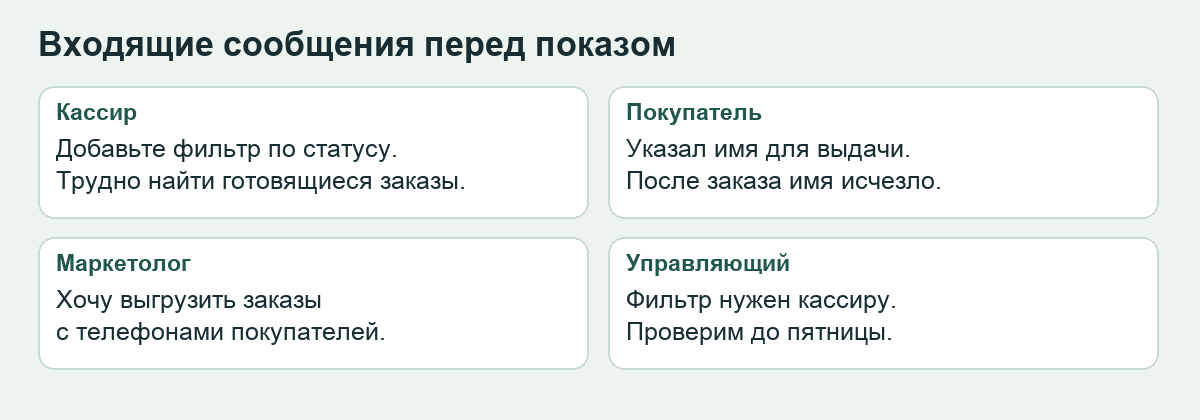 Входящие сообщения перед показом
Кассир
Добавьте фильтр по статусу.
Трудно найти готовящиеся заказы.
Покупатель
Указал имя для выдачи.
После заказа имя исчезло.
Маркетолог
Хочу выгрузить заказы
с телефонами покупателей.
Управляющий
Фильтр нужен кассиру.
Проверим до пятницы.